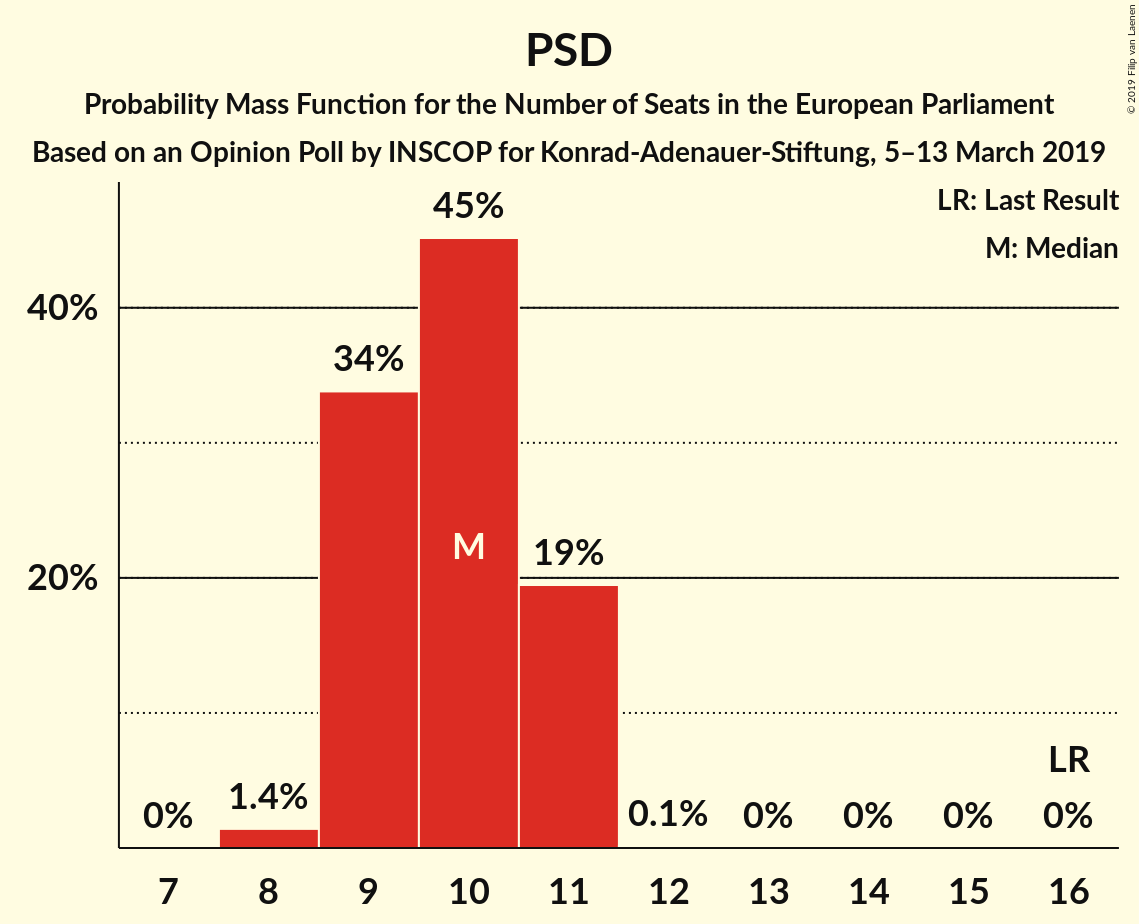 PSD
Probability Mass Function for the Number of Seats in the European Parliament
Based on an Opinion Poll by INSCOP for Konrad-Adenauer-Stiftung, 5–13 March 2019
© 2019 Filip van Laenen
LR: Last Result
M: Median
45%
40%
34%
M
19%
20%
LR
0%
1.4%
0.1%
0%
0%
0%
0%
7
8
9
10
11
12
13
14
15
16